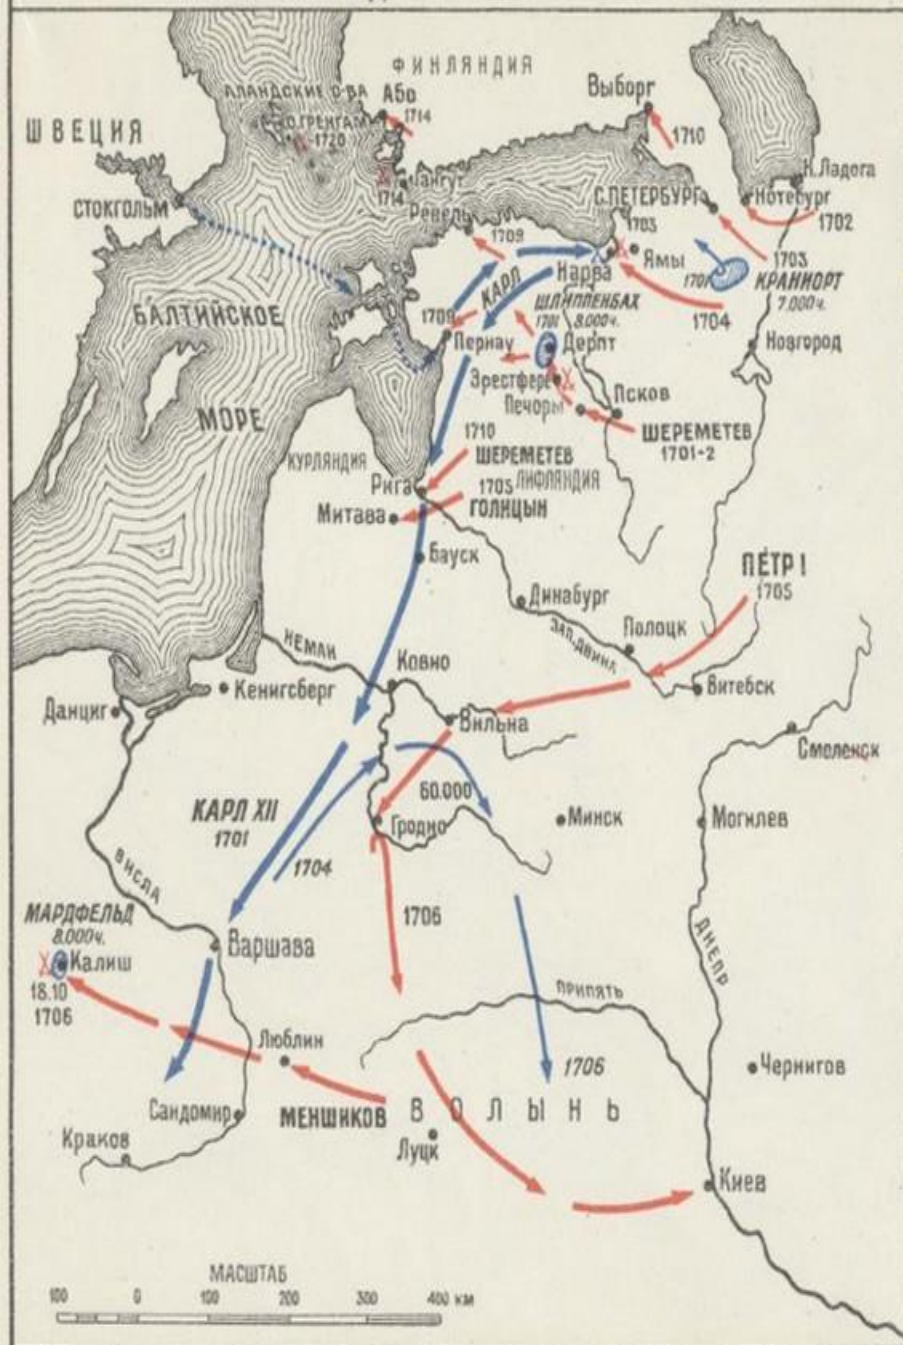 ФИНЛЯНДИЯ
АЛАНДСКИЕ О-ВА
Або
1714
Выборг
1710
ШВЕЦИЯ
О.ГРЕНГАМ
1720
Гангут
1714
Н.Ладога
Нотебург
1702
СТОКГОЛЬМ
С.ПЕТЕРБУРГ
1703
Ревель
1709
1703
Ямы
Нарва
КАРЛ
1701
КРАНИОРТ
7.000ч.
1704
БАЛТИЙСКОЕ
МОРЕ
ШЛИППЕНБАХ
1701 8.000ч.
1709
Пернау
Дерпт
Новгород
Эрестфере
Печоры
Псков
ШЕРЕМЕТЕВ
1701-2
КУРЛЯНДИЯ
1710
ШЕРЕМЕТЕВ
Рига
1705 ЛИФЛЯНДИЯ
ГОЛИЦЫН
Митава
Бауск
ПЕТР I
1705
Динабург
ЗАП. ДВИНА
Полоцк
Витебск
НЕМАН
Ковно
Кенигсберг
Данциг
Вильна
Смоленск
КАРЛ XII
1701
60.000
Гродно
Минск
Могилев
1704
ВИСЛА
МАРДФЕЛЬД
8.000ч.
Калиш
18.10
1706
Варшава
1706
ДНЕПР
ПРИПЯТЬ
Люблин
1706
Чернигов
Сандомир
МЕНШИКОВ
ВОЛЫНЬ
Краков
Луцк
Киев
МАСШТАБ
100 0 100 200 300 400 км